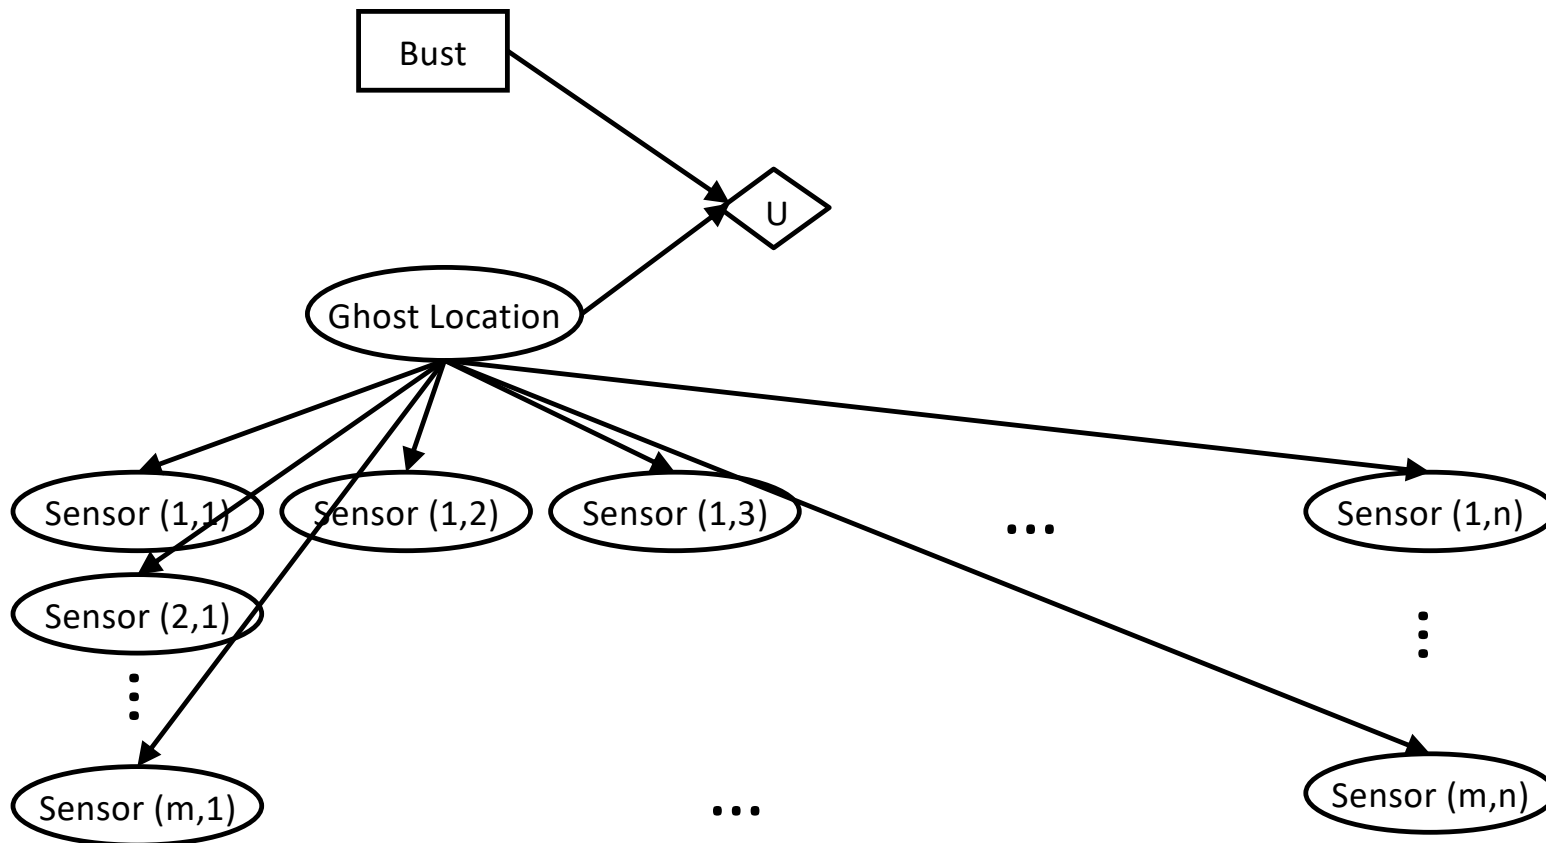 Bust
U
Ghost Location
Sensor (1,1)
Sensor (1,2)
Sensor (1,3)
...
Sensor (1,n)
Sensor (2,1)
Sensor (m,1)
...
Sensor (m,n)